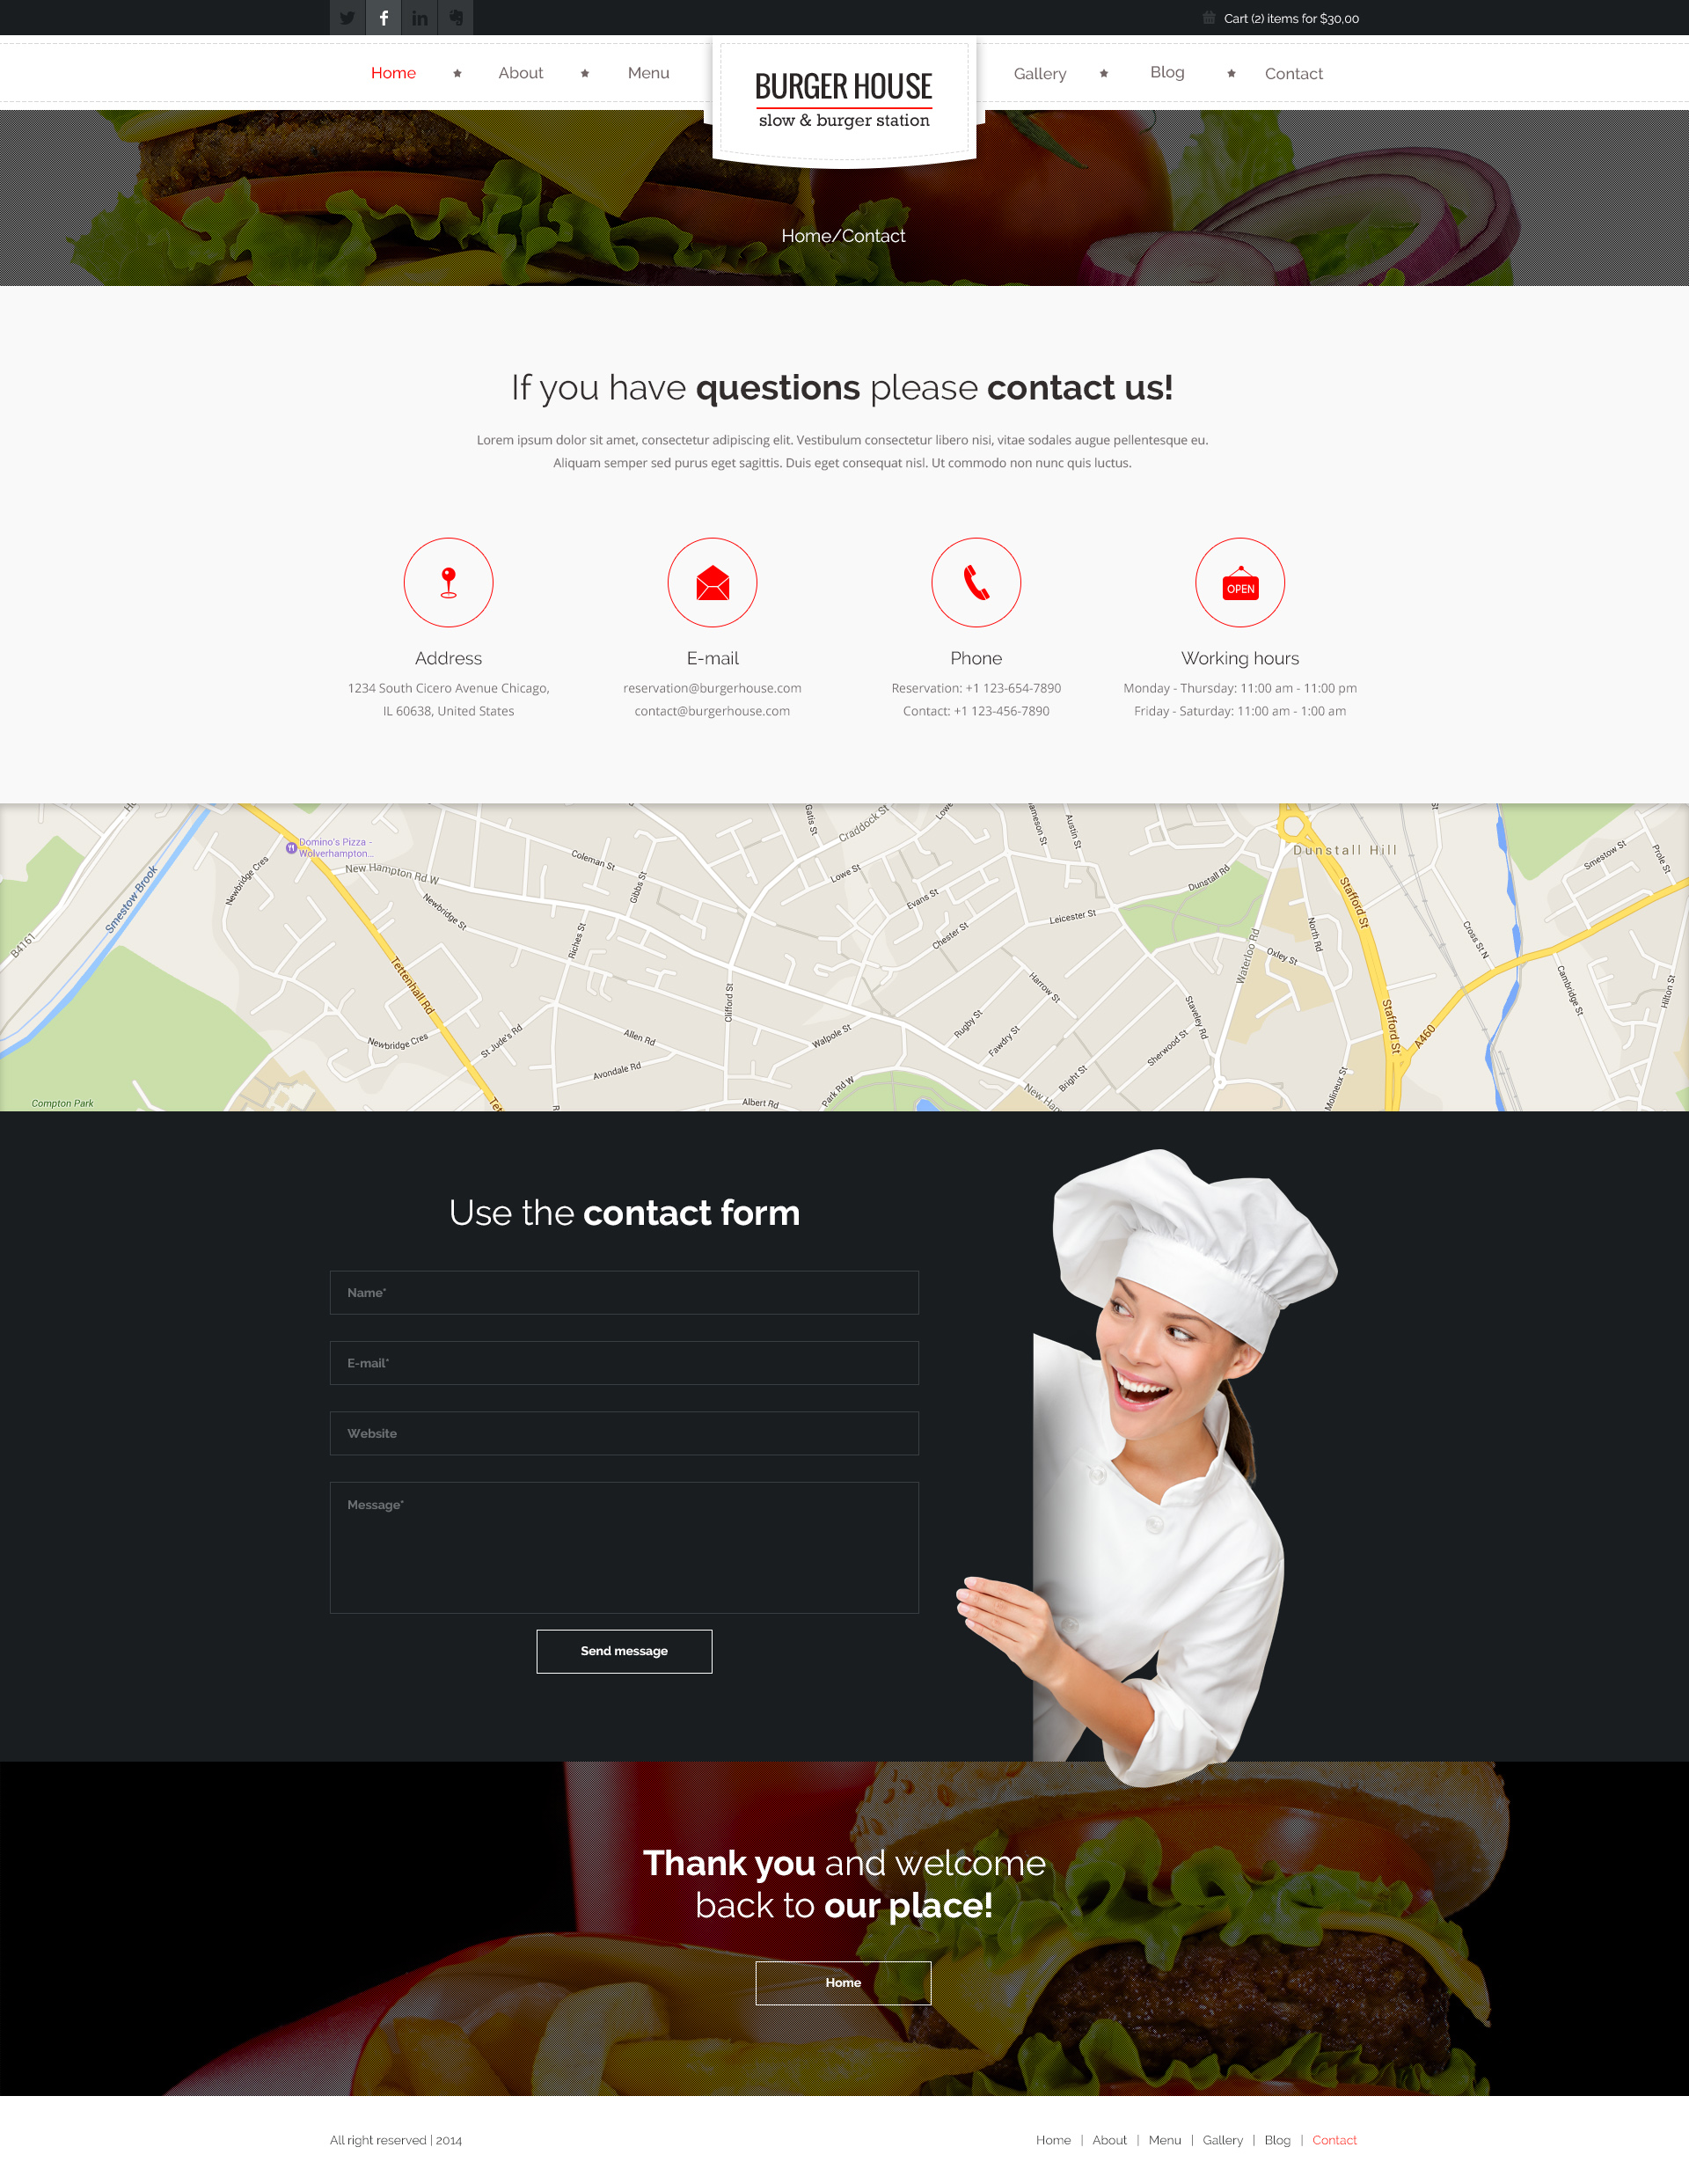 Cart (2) items for $30,00
Home
About
Menu
BURGER HOUSE
slow & burger station
Gallery
Blog
Contact
Home/Contact
If you have questions please contact us!
Lorem ipsum dolor sit amet, consectetur adipiscing elit. Vestibulum consectetur libero nisi, vitae sodales augue pellentesque eu.
Aliquam semper sed purus eget sagittis. Duis eget consequat nisl. Ut commodo non nunc quis luctus.
OPEN
Address
1234 South Cicero Avenue Chicago,
IL 60638, United States
E-mail
reservation@burgerhouse.com
contact@burgerhouse.com
Phone
Reservation: +1 123-654-7890
Contact: +1 123-456-7890
Working hours
Monday - Thursday: 11:00 am - 11:00 pm
Friday - Saturday: 11:00 am - 1:00 am
Domino's Pizza -
Wolverhampton...
New Hampton Rd W
Newbridge Cres
Smestow Brook
B4161
Newbridge St
Coleman St
Gibbs St
Riches St
Gatis St
Craddock St
Lowe
Lowe St
Evans St
Chester St
Austin St
Leicester St
Dunstall Rd
Dunstall Hill
Stafford St
North Rd
Oxley St
Waterloo Rd
Cross St N
Smestow St
Prole St
Cambridge St
Hilton St
Tettenhall Rd
Clifford St
Harrow St
Staveley Rd
Rugby St
Fawdry St
Sherwood St
Stafford St
A460
Newbridge Cres
St Jude's Rd
Allen Rd
Avondale Rd
Walpole St
Albert Rd
Park Rd W
New Ham
Bright St
Molineux St
Compton Park
Tet
Use the contact form
Name*
E-mail*
Website
Message*
Send message
Thank you and welcome
back to our place!
Home
All right reserved | 2014
Home | About | Menu | Gallery | Blog | Contact